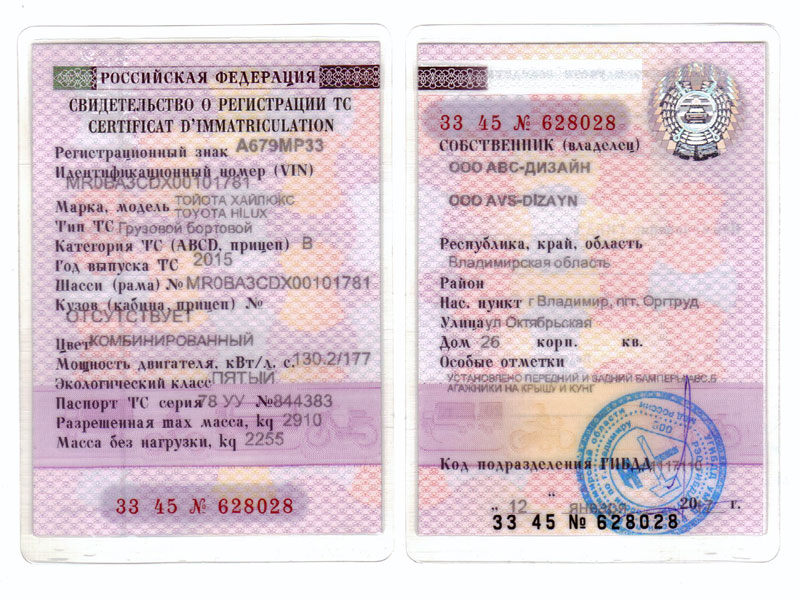 РОССИЙСКАЯ ФЕДЕРАЦИЯ
СВИДЕТЕЛЬСТВО О РЕГИСТРАЦИИ ТС
CERTIFICAT D'IMMATRICULATION
Регистрационный знак А679МР33
Идентификационный номер (VIN)
MR0BA3CDX00101781
Марка, модель ТОЙОТА ХАЙЛЮКС
TOYOTA HILUX
Тип ТС Грузовой бортовой
Категория ТС (ABCD, прицеп) B
Год выпуска ТС 2015
Шасси (рама) № MR0BA3CDX00101781
Кузов (кабина, прицеп) №
ОТСУТСТВУЕТ
Цвет КОМБИНИРОВАННЫЙ
Мощность двигателя, кВт/л. с. 130.2/177
Экологический класс ПЯТЫЙ
Паспорт ТС серия 78 УУ №844383
Разрешенная max масса, kg 2910
Масса без нагрузки, kg 2255
33 45 № 628028
33 45 № 628028
СОБСТВЕННИК (владелец)
ООО АВС-ДИЗАЙН
OOO AVS-DIZAYN
Республика, край, область
Владимирская область
Район
Нас. пункт г Владимир, пгт. Оргтруд
Улица ул Октябрьская
Дом 26 корп. кв.
Особые отметки
УСТАНОВЛЕНО ПЕРЕДНИЙ И ЗАДНИЙ БАМПЕРЫ АВС,Б
АГАЖНИКИ НА КРЫШУ И КУНГ
Код подразделения ГИБДД
„ 12 “ января 20 г.
33 45 № 628028